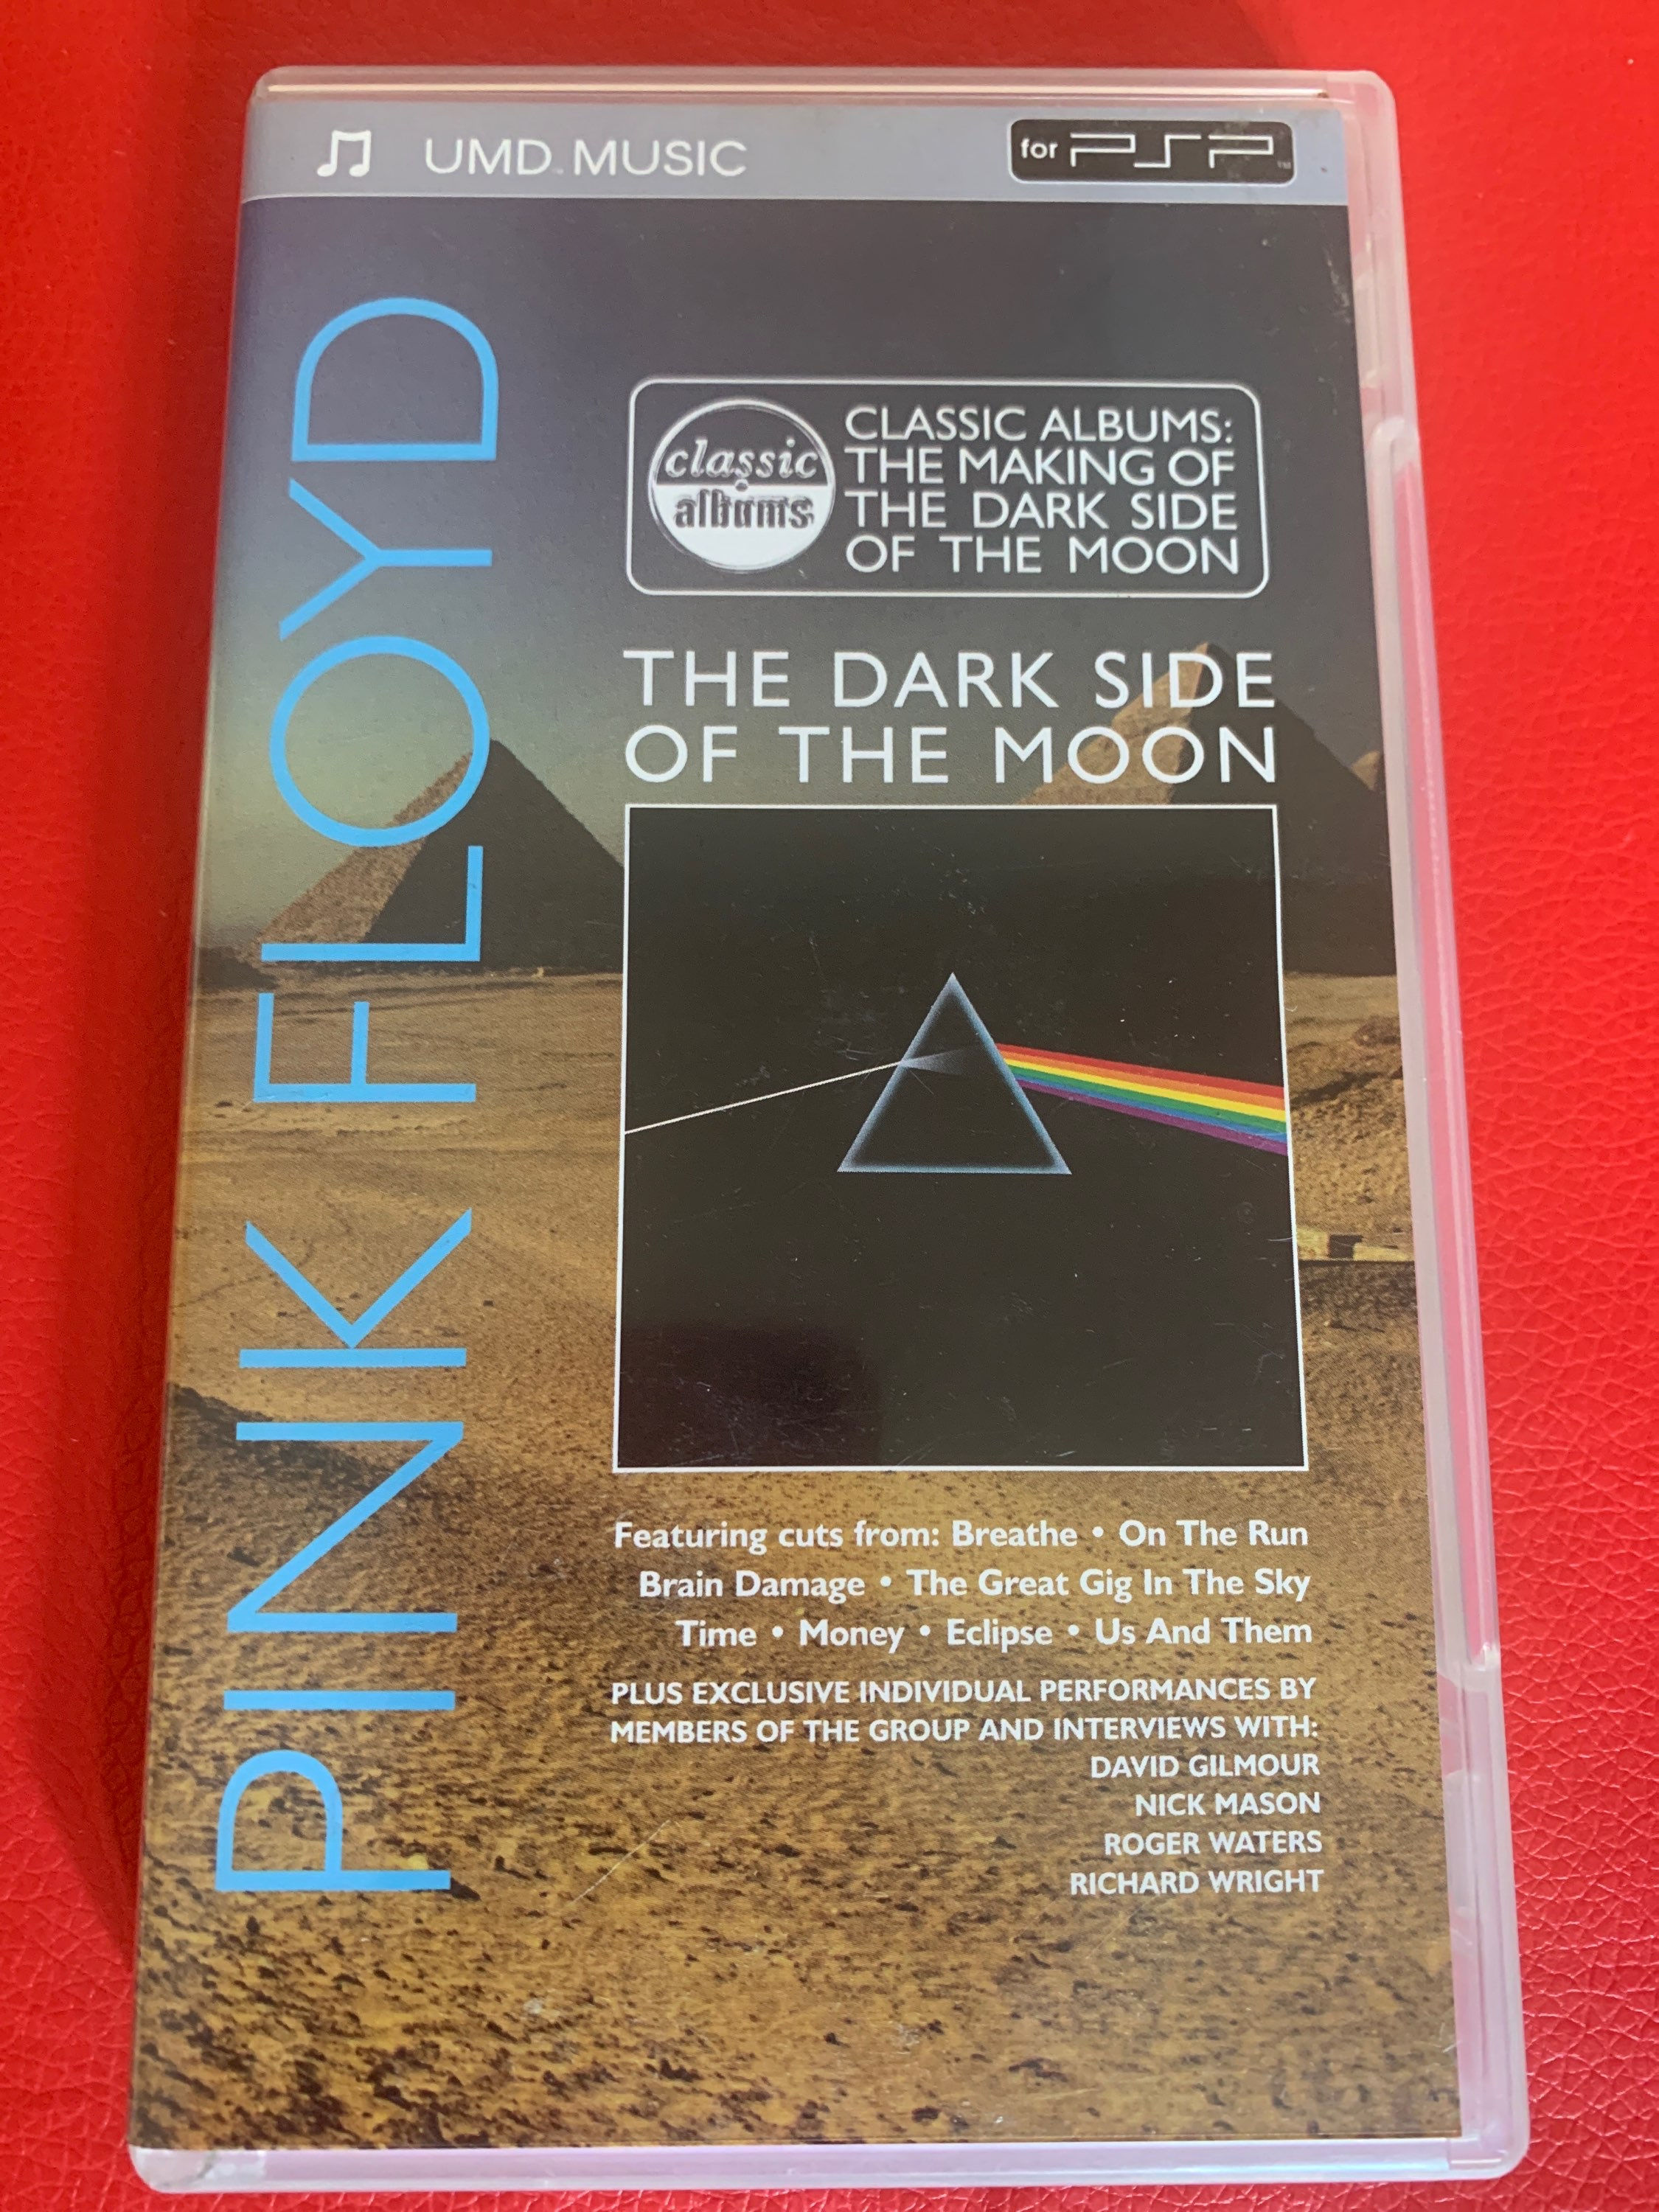 UMD™ MUSIC
for PSP™
PINK FLOYD
classic albums
CLASSIC ALBUMS:
THE MAKING OF
THE DARK SIDE
OF THE MOON
THE DARK SIDE
OF THE MOON
Featuring cuts from: Breathe • On The Run
Brain Damage • The Great Gig In The Sky
Time • Money • Eclipse • Us And Them
PLUS EXCLUSIVE INDIVIDUAL PERFORMANCES BY
MEMBERS OF THE GROUP AND INTERVIEWS WITH:
DAVID GILMOUR
NICK MASON
ROGER WATERS
RICHARD WRIGHT